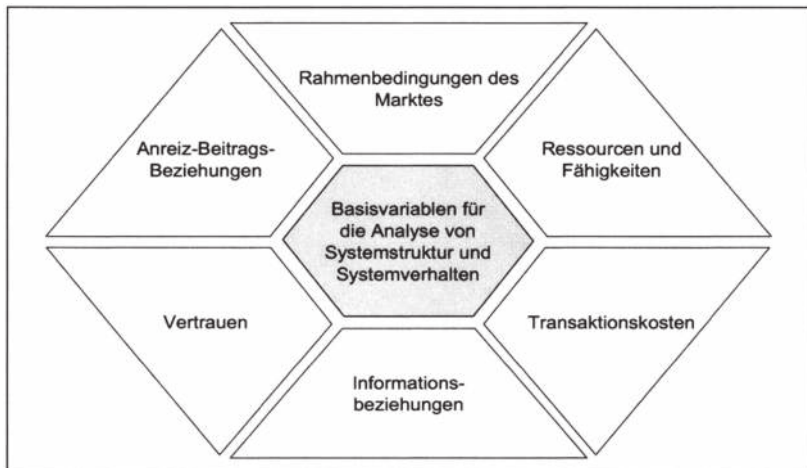 Rahmenbedingungen des
Marktes
Anreiz-Beitrags-
Beziehungen
Ressourcen und
Fähigkeiten
Basisvariablen für
die Analyse von
Systemstruktur und
Systemverhalten
Vertrauen
Transaktionskosten
Informations-
beziehungen